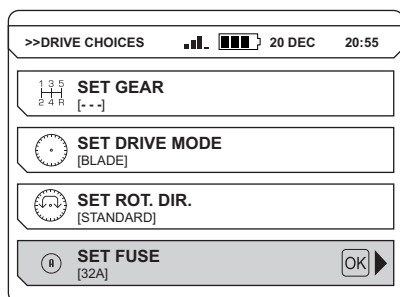 >>DRIVE CHOICES 20 DEC 20:55
1 3 5
2 4 R
SET GEAR
[- - -]
SET DRIVE MODE
[BLADE]
SET ROT. DIR.
[STANDARD]
A
SET FUSE
[32A]
OK